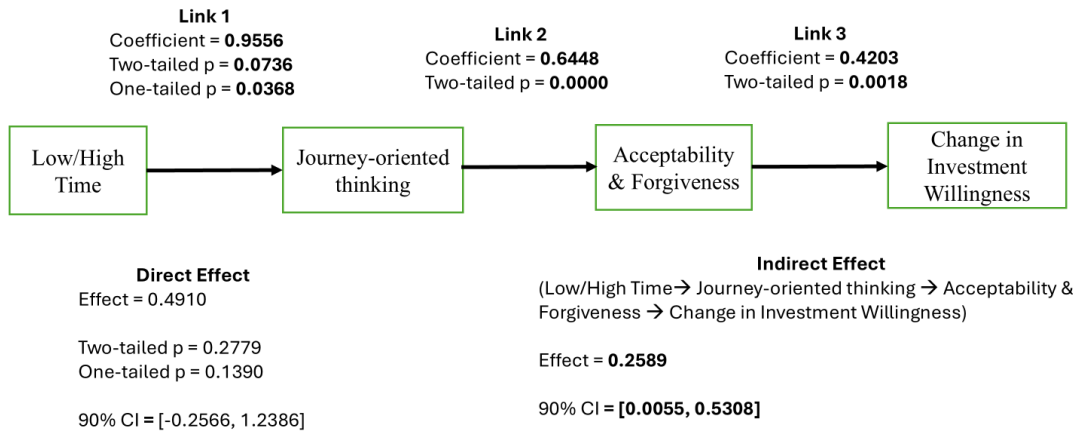 Link 1
Coefficient = 0.9556
Two-tailed p = 0.0736
One-tailed p = 0.0368
Link 2
Coefficient = 0.6448
Two-tailed p = 0.0000
Link 3
Coefficient = 0.4203
Two-tailed p = 0.0018
Low/High
Time
Journey-oriented
thinking
Acceptability
& Forgiveness
Change in
Investment
Willingness
Direct Effect
Effect = 0.4910
Two-tailed p = 0.2779
One-tailed p = 0.1390
90% CI = [-0.2566, 1.2386]
Indirect Effect
(Low/High Time→ Journey-oriented thinking → Acceptability &
Forgiveness → Change in Investment Willingness)
Effect = 0.2589
90% CI = [0.0055, 0.5308]